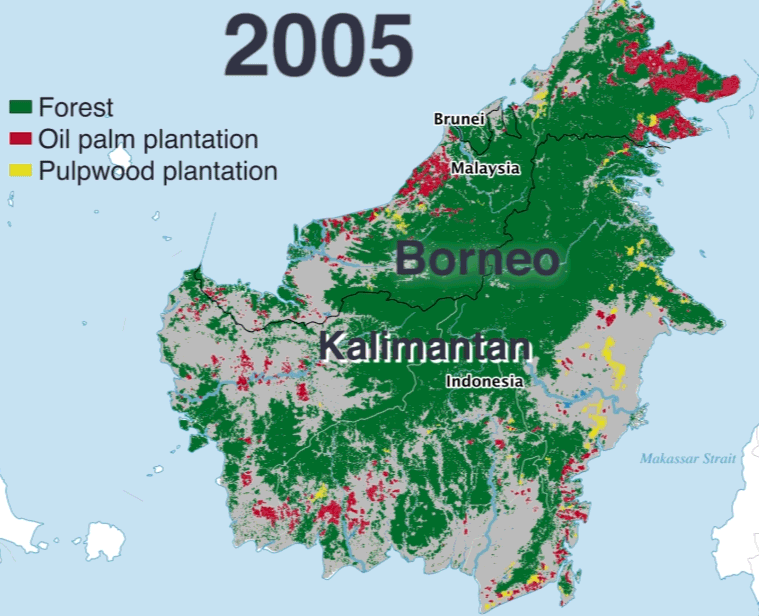 2005
Forest
Oil palm plantation
Pulpwood plantation
Brunei
Malaysia
Borneo
Kalimantan
Indonesia
Makassar Strait